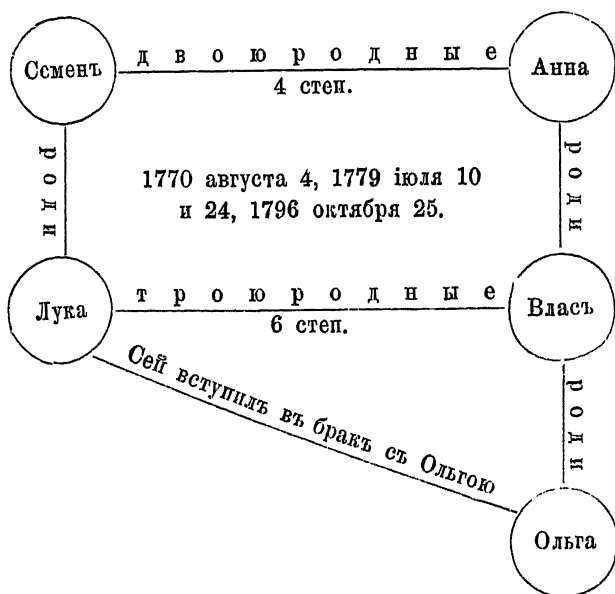 двоюродные
Ссменъ
Анна
4 степ.
роди
роди
1770 августа 4, 1779 іюля 10
и 24, 1796 октября 25.
троюродные
Лука
Власъ
6 степ.
Сей вступилъ въ бракъ съ Ольгою
роди
Ольга